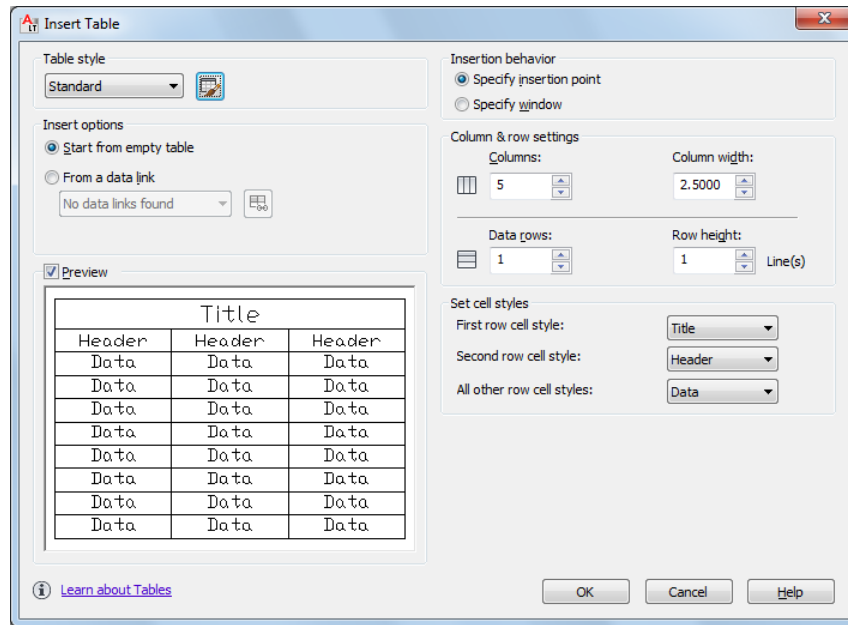 A LT Insert Table
Table style
Standard
Insert options
Start from empty table
From a data link
No data links found
Preview
Title
Header Header Header
Data Data Data
Data Data Data
Data Data Data
Data Data Data
Data Data Data
Data Data Data
Data Data Data
Data Data Data
Insertion behavior
Specify insertion point
Specify window
Column & row settings
Columns: Column width:
5 2.5000
Data rows: Row height:
1 1 Line(s)
Set cell styles
First row cell style: Title
Second row cell style: Header
All other row cell styles: Data
Learn about Tables
OK Cancel Help